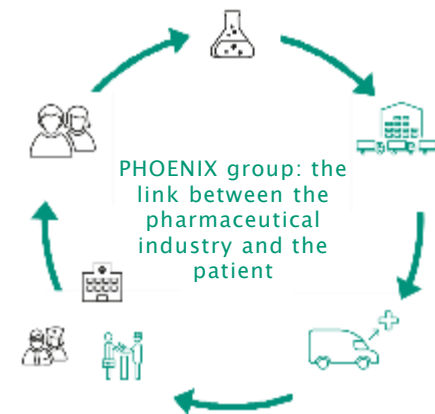 PHOENIX group: the
link between the
pharmaceutical
industry and the
patient